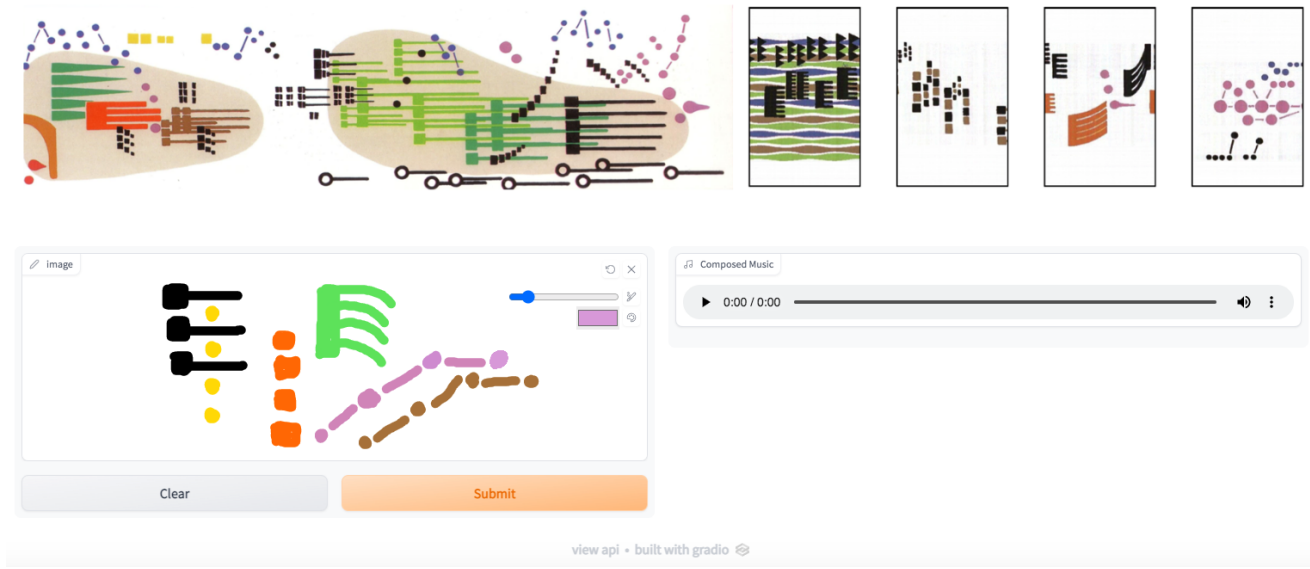 image
Composed Music
0:00 / 0:00
Clear
Submit
view api • built with gradio